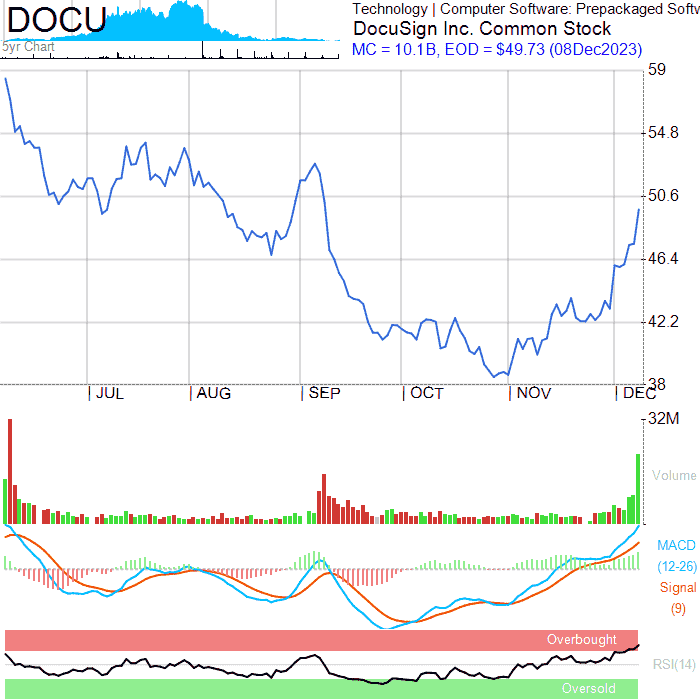 DOCU
5yr Chart
Technology | Computer Software: Prepackaged Softw
DocuSign Inc. Common Stock
MC = 10.1B, EOD = $49.73 (08Dec2023)
59
54.8
50.6
46.4
42.2
38
JUL AUG SEP OCT NOV DEC
32M
Volume
MACD
(12-26)
Signal
(9)
Overbought
RSI(14)
Oversold